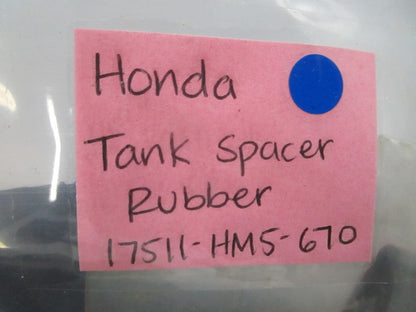 Honda
Tank Spacer
Rubber
17511-HM5-670